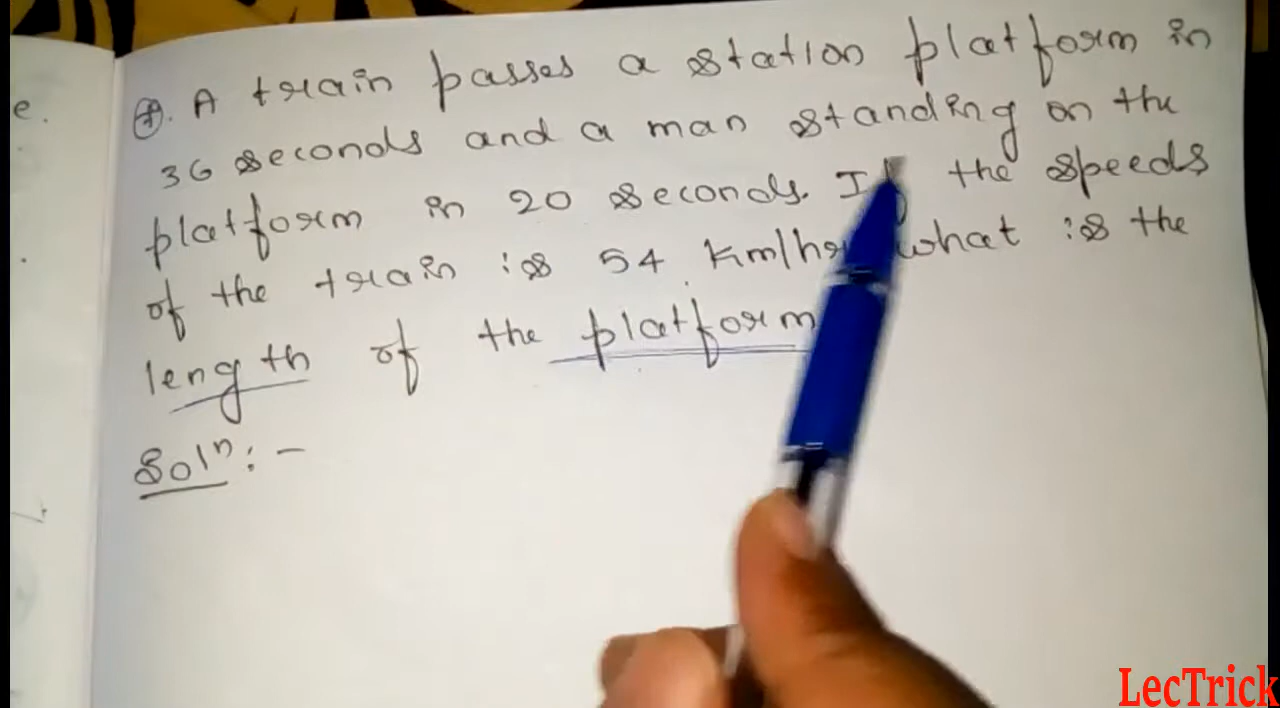 e.
⊕. A train passes a station platform in
36 seconds and a man standing on the
platform in 20 seconds. If the speeds
of the train is 54 km/hr what is the
length of the platform
Solⁿ: -
LecTrick